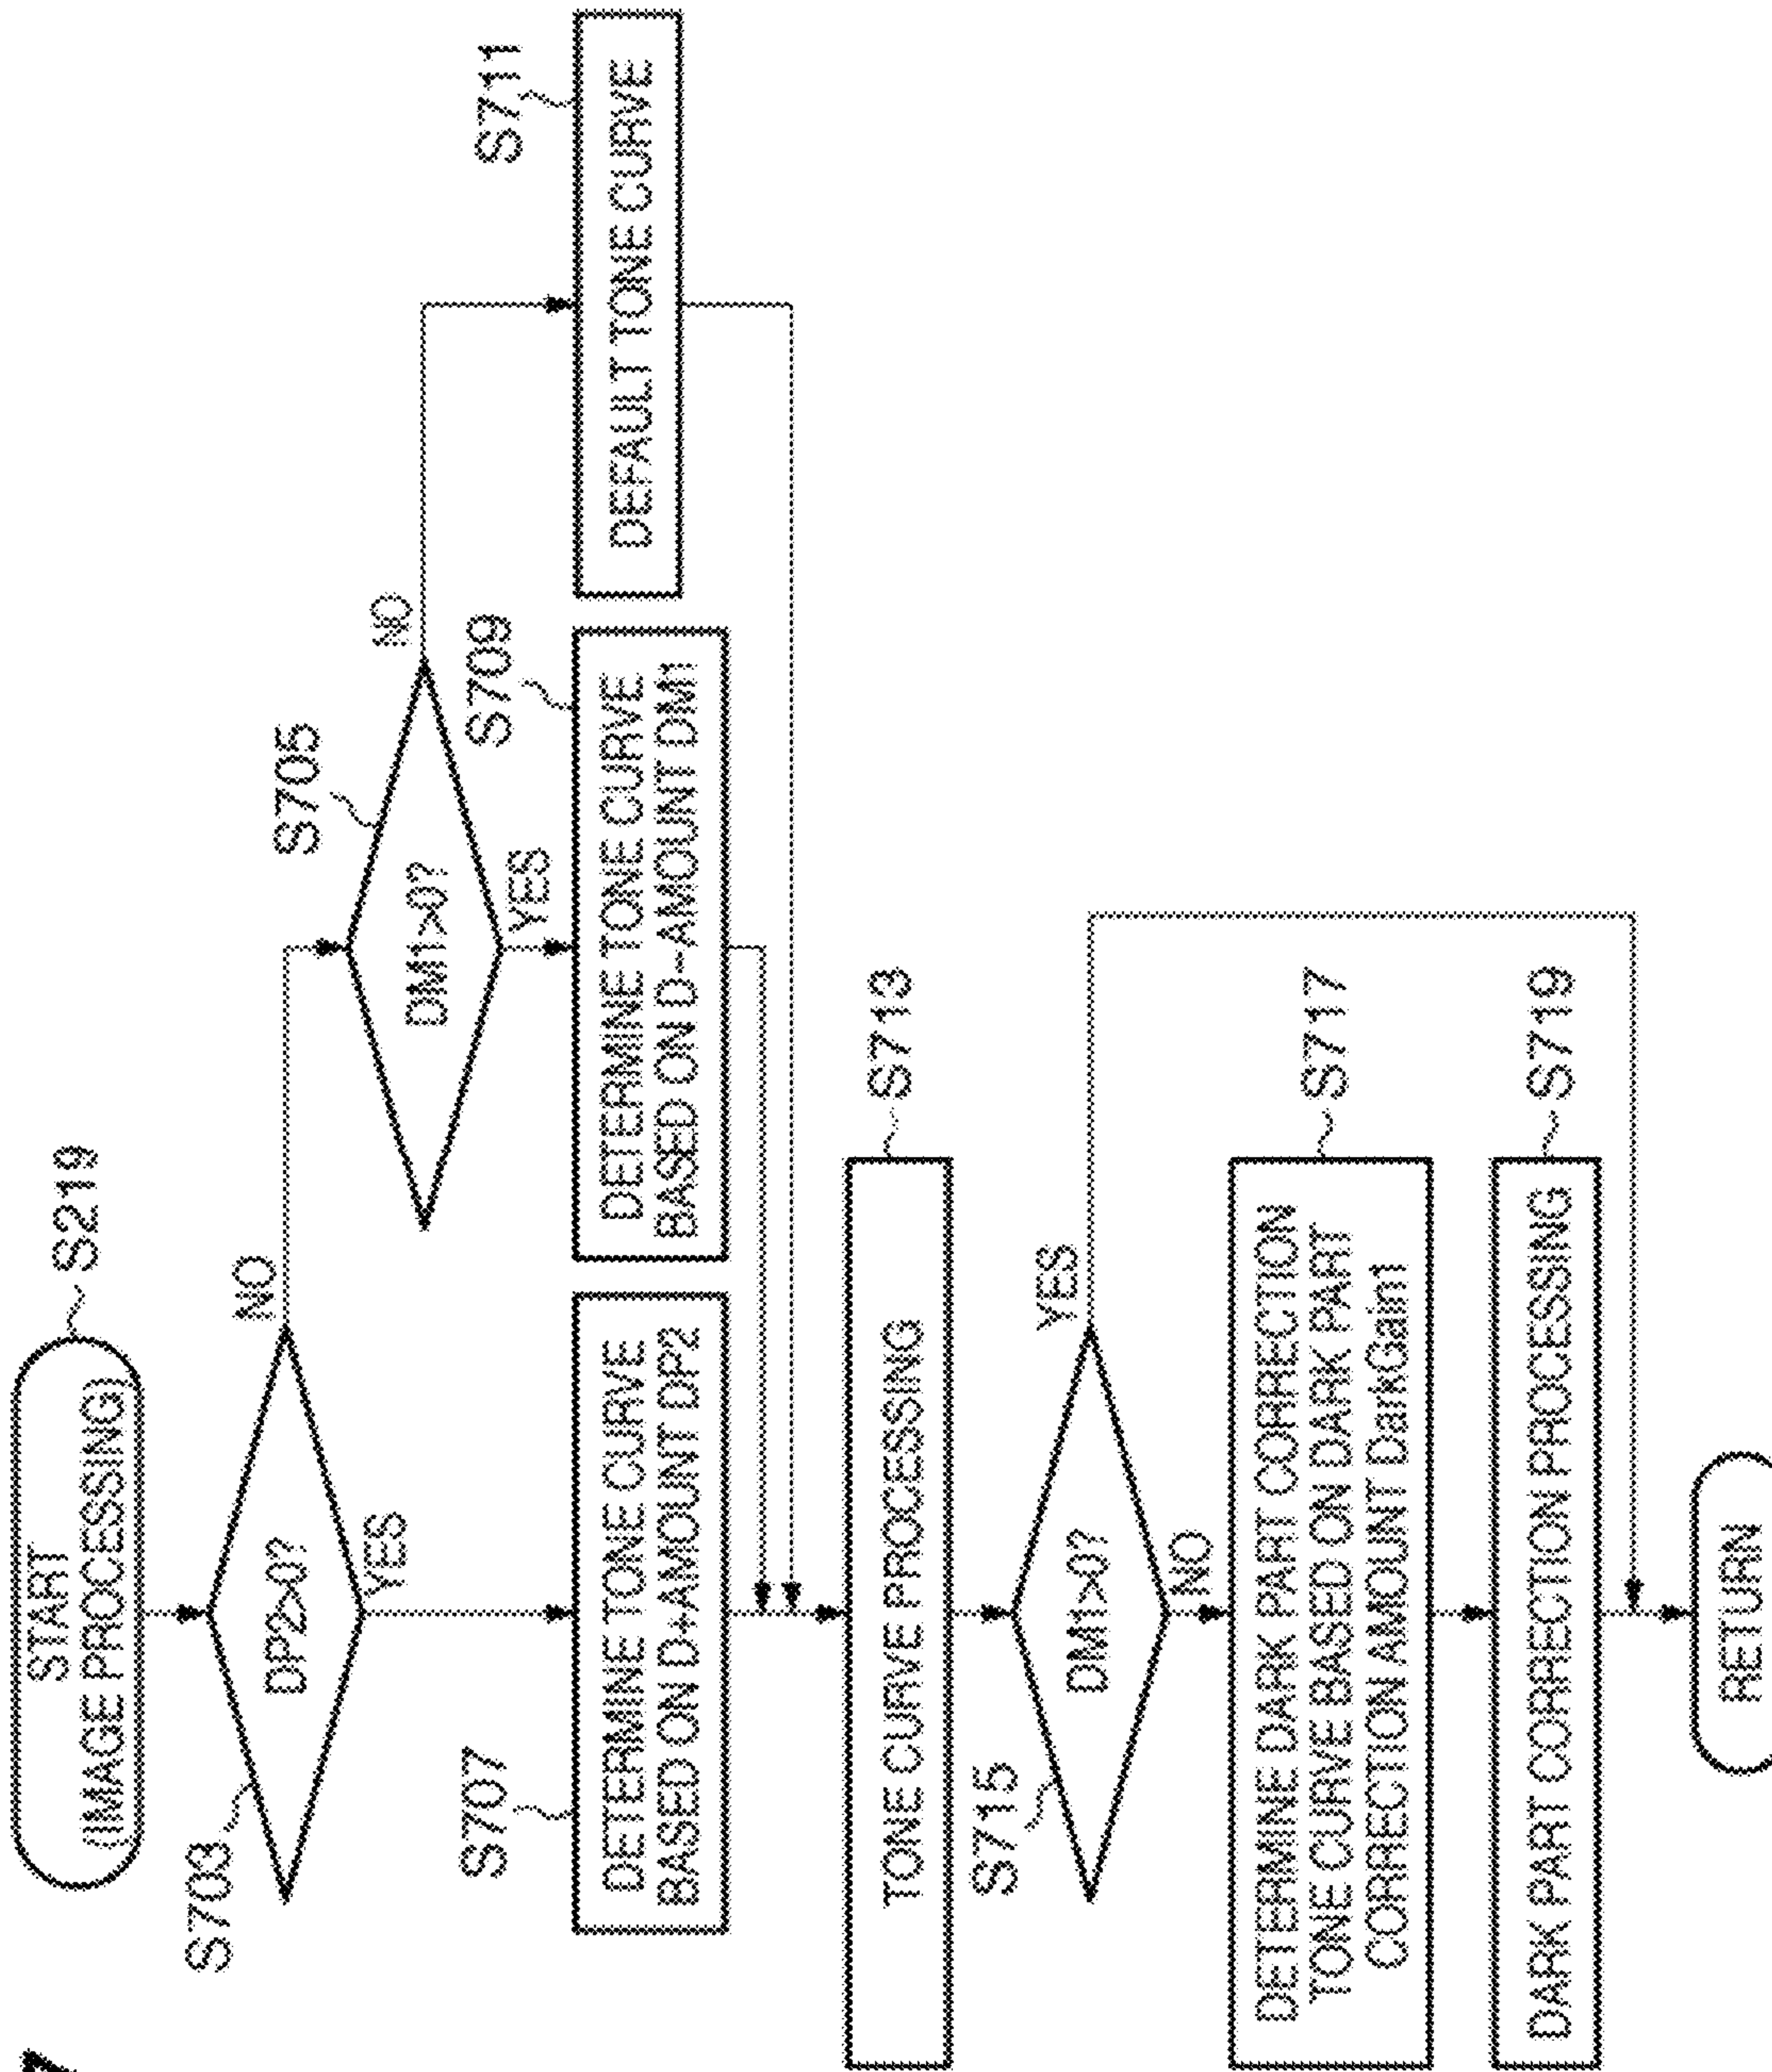 7
START
(IMAGE PROCESSING)
S219
S703
DP2>0?
NO
YES
S705
DM1>0?
NO
YES
S707
DETERMINE TONE CURVE
BASED ON D+AMOUNT DP2
S709
DETERMINE TONE CURVE
BASED ON D-AMOUNT DM1
S711
DEFAULT TONE CURVE
TONE CURVE PROCESSING
S713
S715
DM1>0?
YES
NO
DETERMINE DARK PART CORRECTION
TONE CURVE BASED ON DARK PART
CORRECTION AMOUNT DarkGain1
S717
DARK PART CORRECTION PROCESSING
S719
RETURN